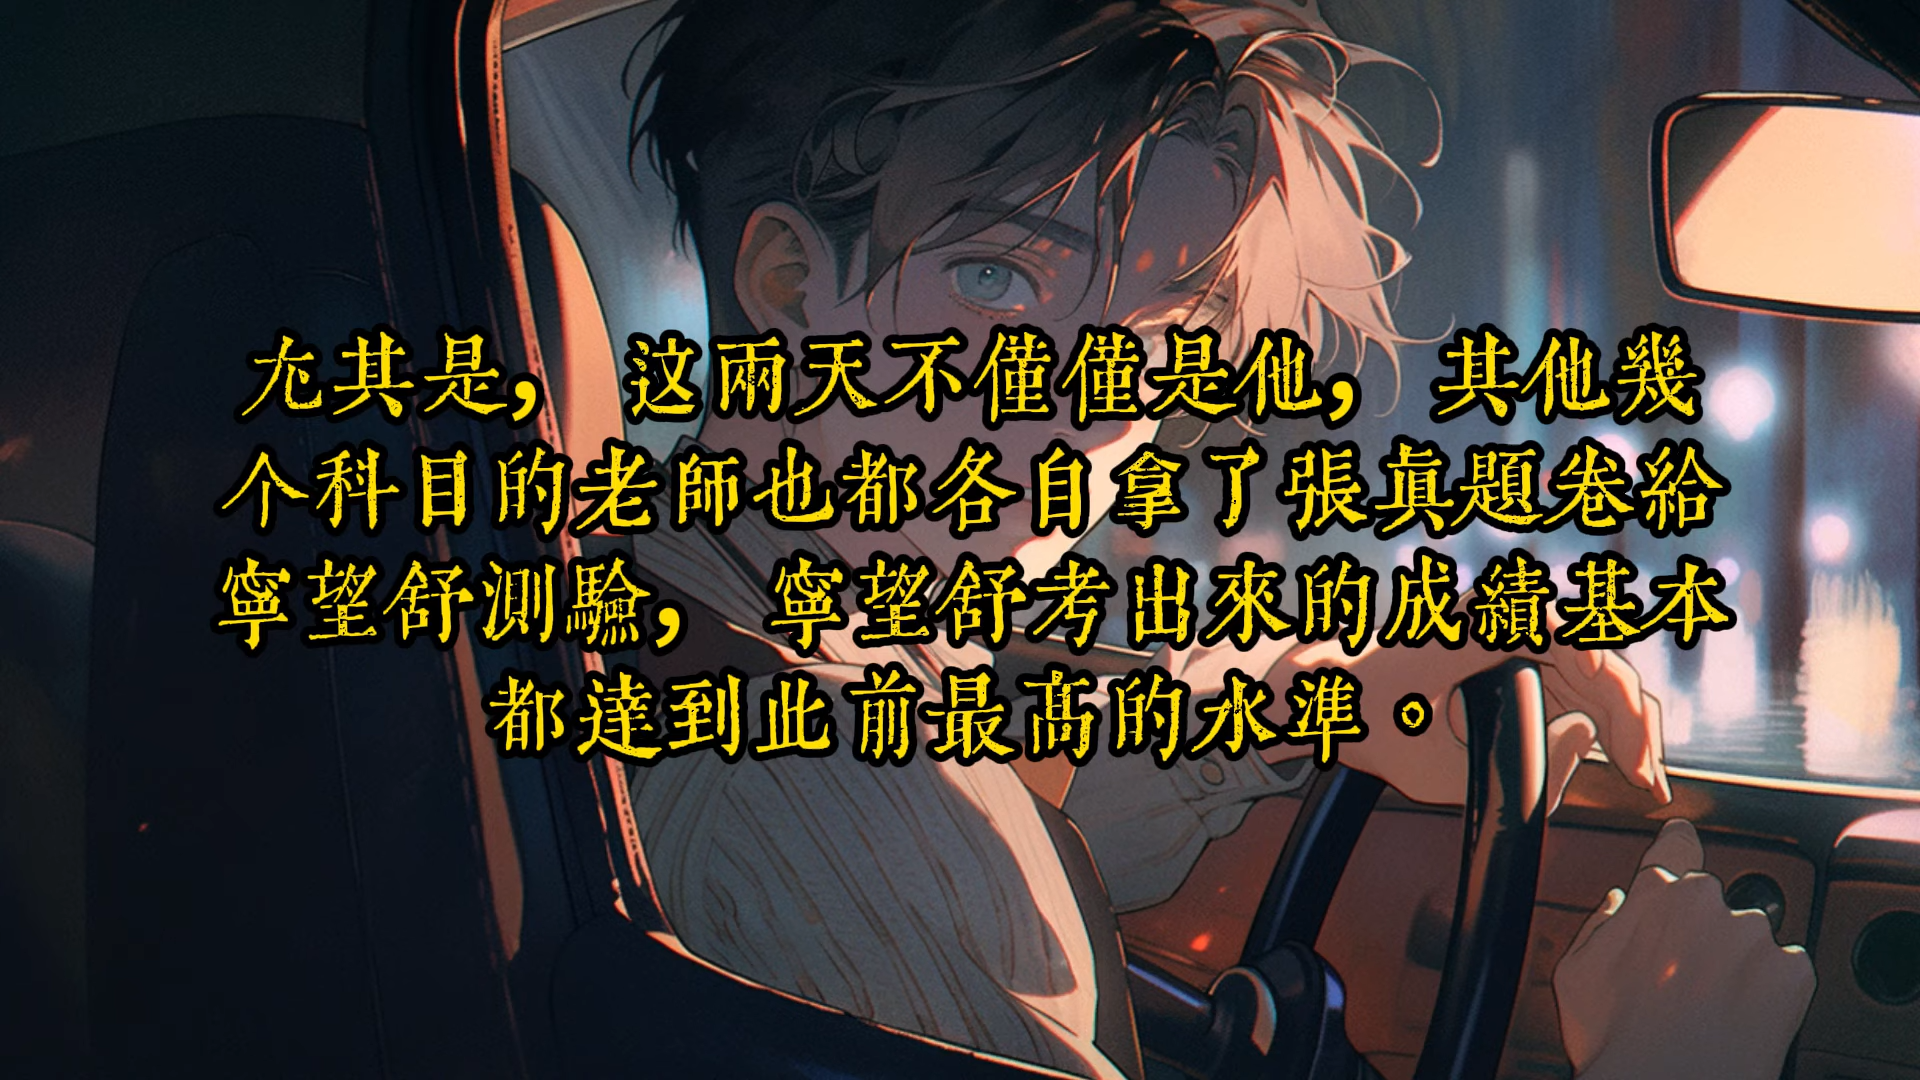 尤其是，这兩天不僅僅是他，其他幾
个科目的老師也都各自拿了張真題卷給
寧望舒测驗，寧望舒考出來的成績基本
都達到此前最高的水準。